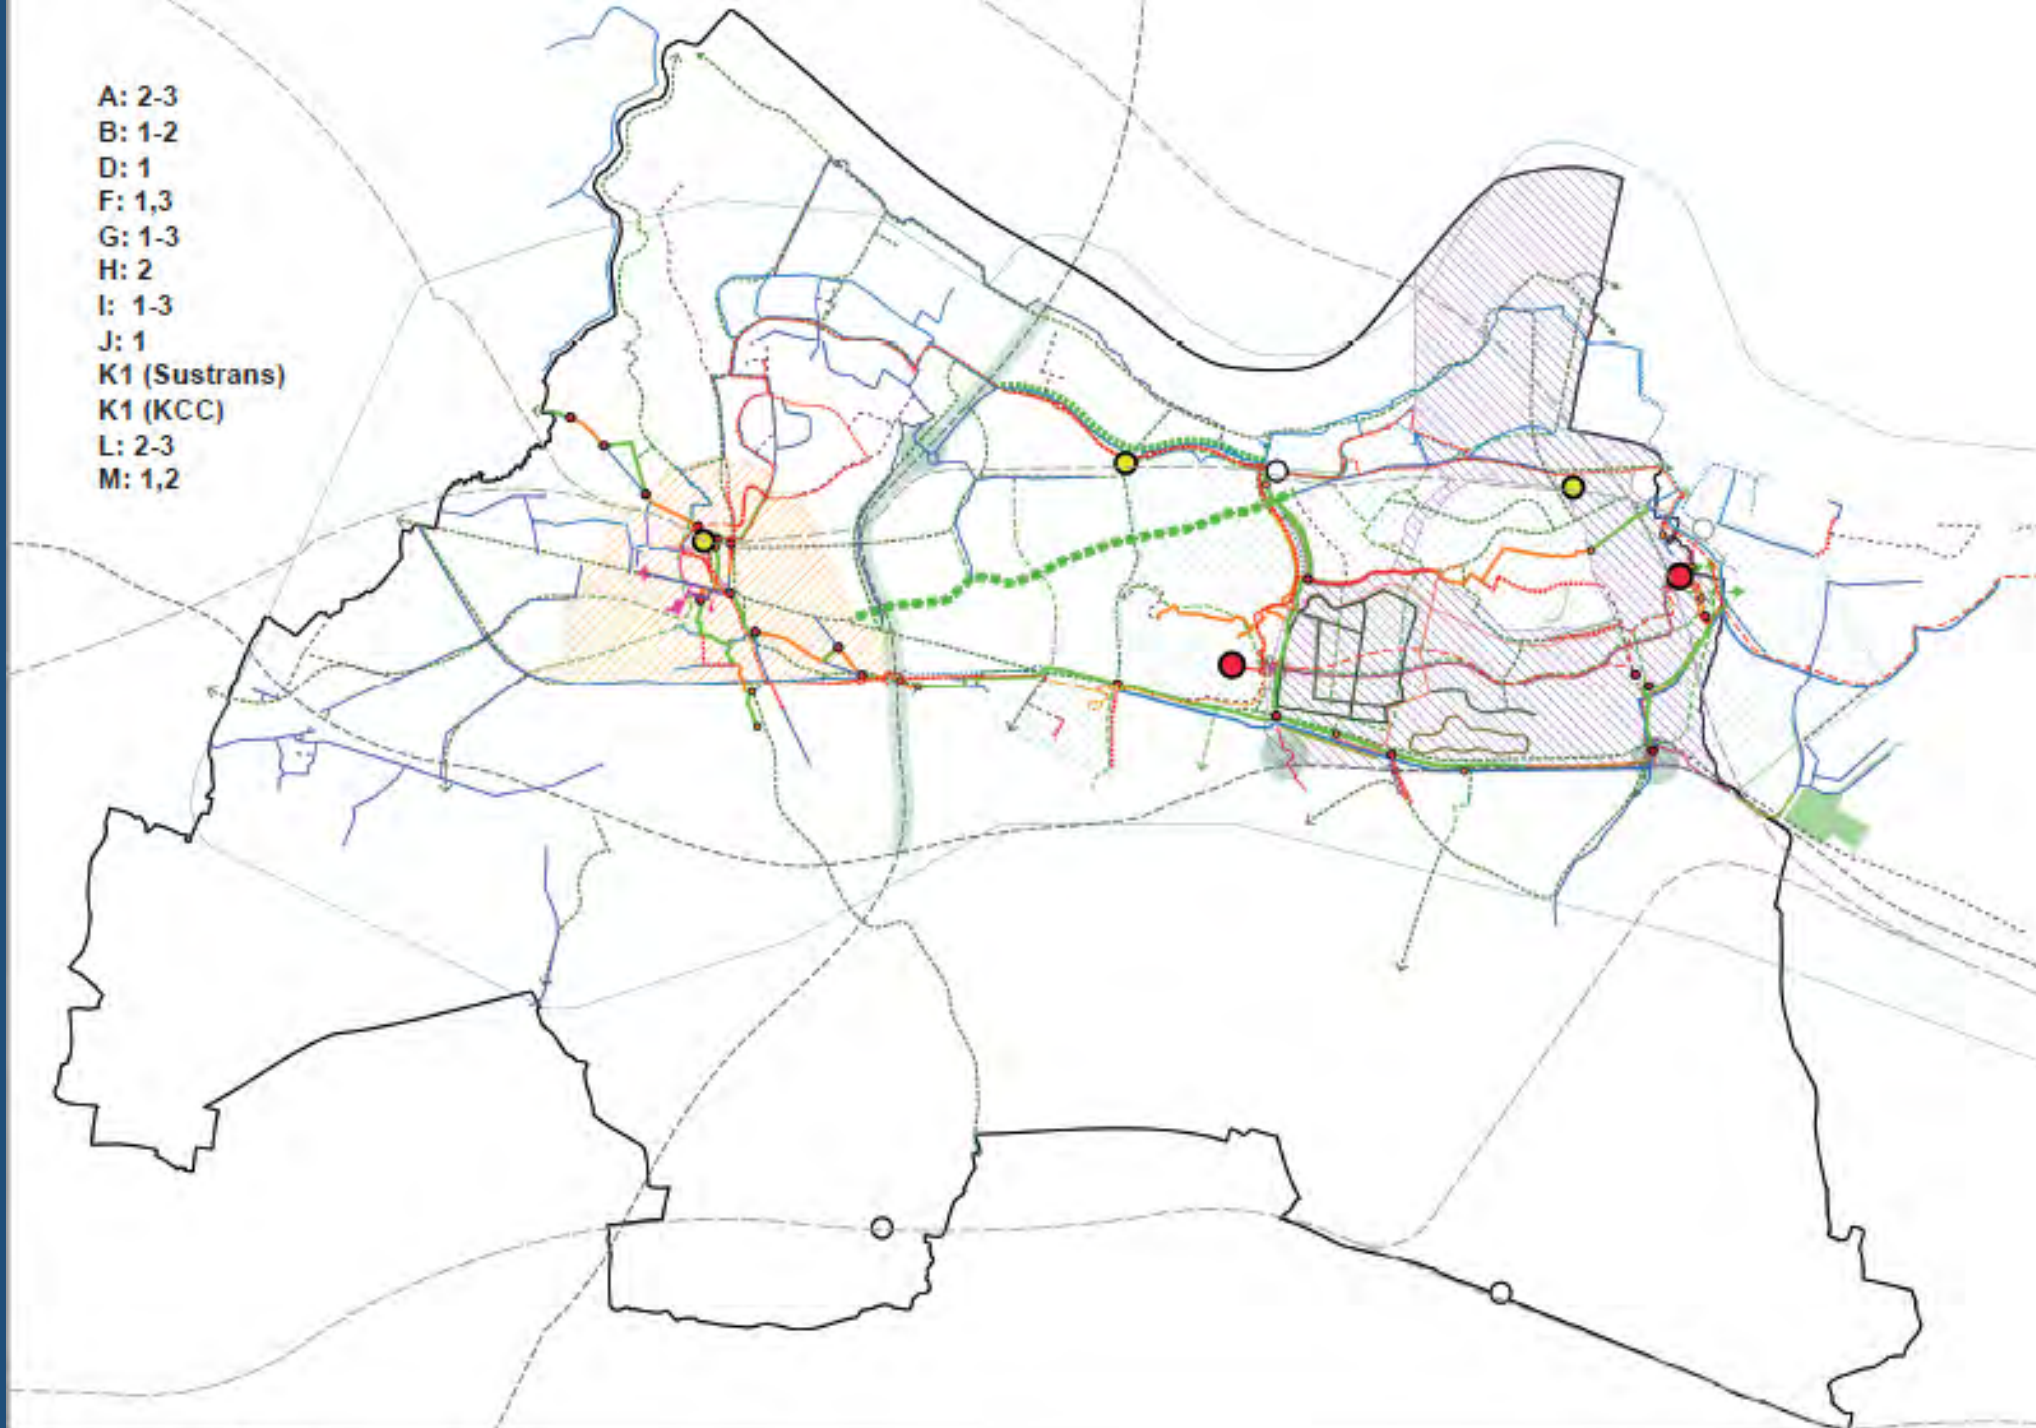 A: 2-3
B: 1-2
D: 1
F: 1,3
G: 1-3
H: 2
I: 1-3
J: 1
K1 (Sustrans)
K1 (KCC)
L: 2-3
M: 1,2